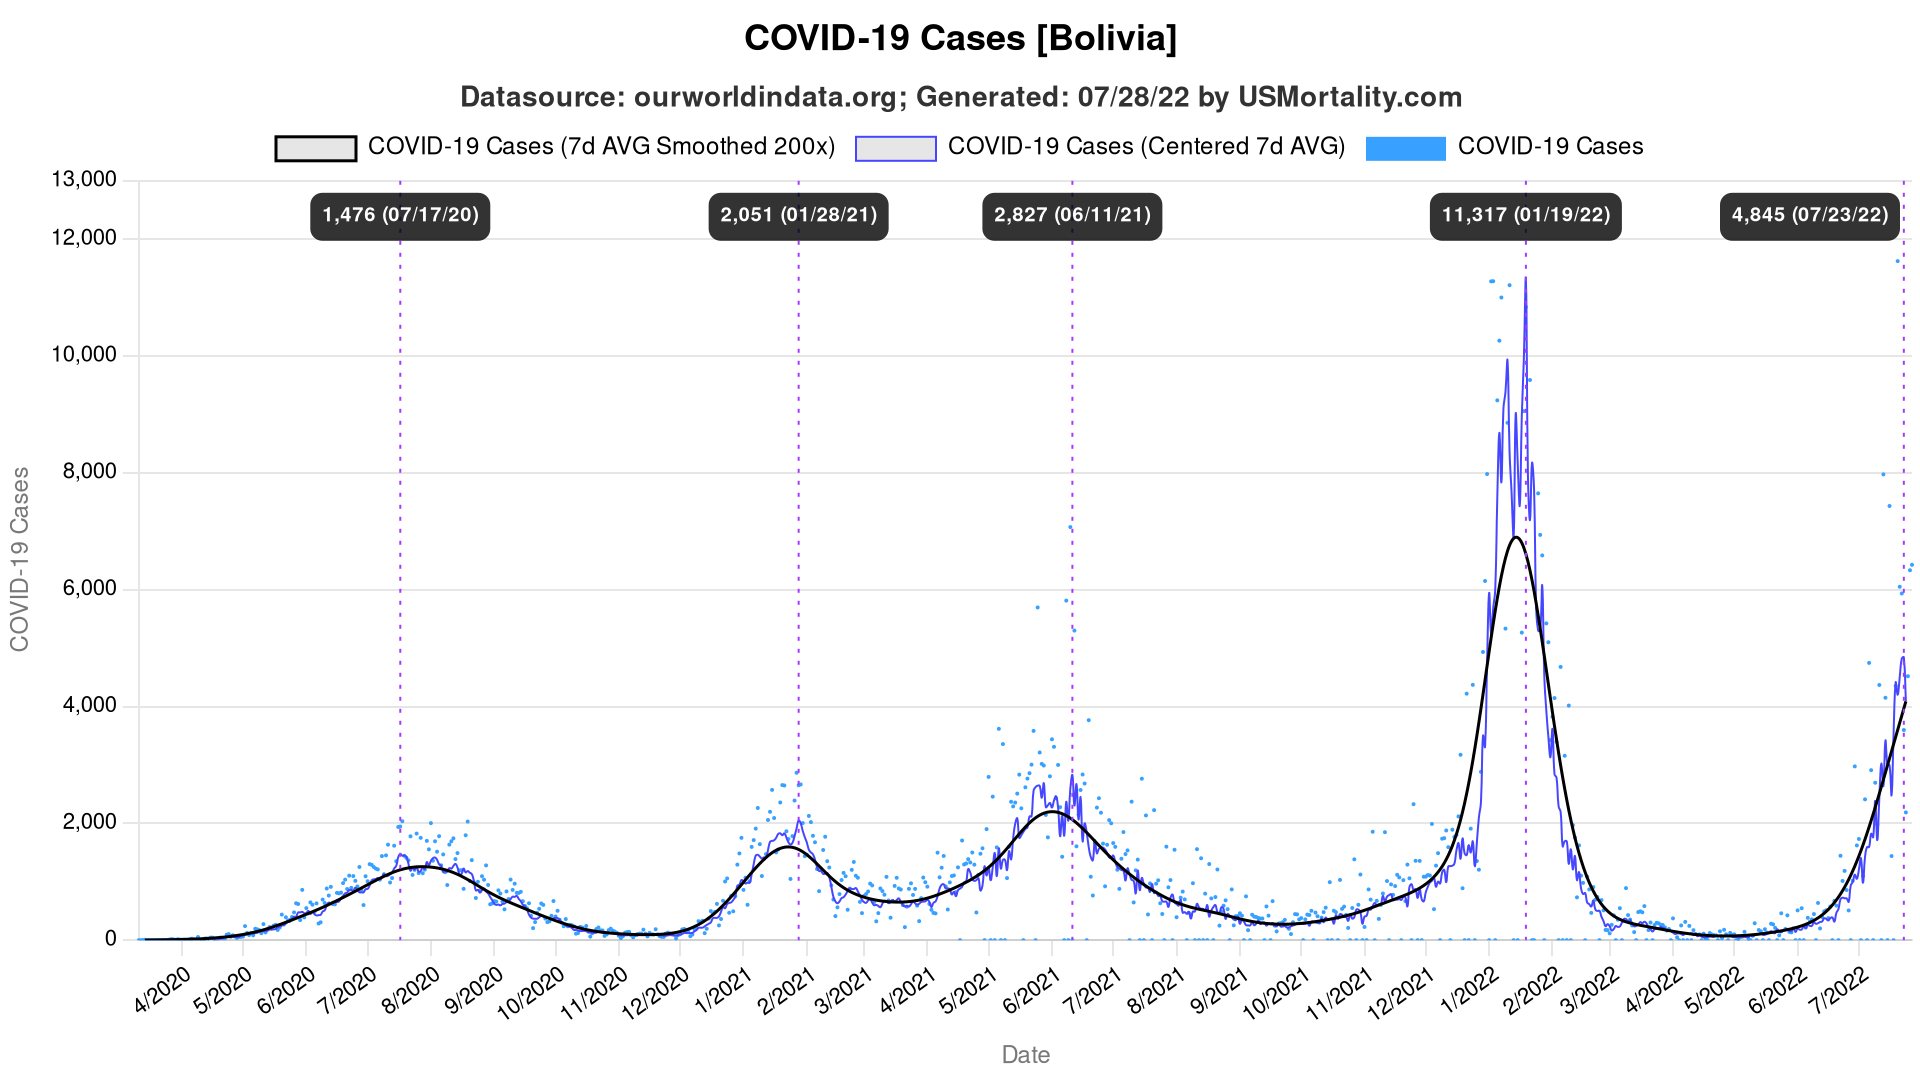 COVID-19 Cases [Bolivia]
Datasource: ourworldindata.org; Generated: 07/28/22 by USMortality.com
COVID-19 Cases (7d AVG Smoothed 200x) COVID-19 Cases (Centered 7d AVG) COVID-19 Cases
13,000
1,476 (07/17/20) 2,051 (01/28/21) 2,827 (06/11/21) 11,317 (01/19/22) 4,845 (07/23/22)
12,000
10,000
8,000
6,000
4,000
2,000
0
COVID-19 Cases
4/2020 5/2020 6/2020 7/2020 8/2020 9/2020 10/2020 11/2020 12/2020 1/2021 2/2021 3/2021 4/2021 5/2021 6/2021 7/2021 8/2021 9/2021 10/2021 11/2021 12/2021 1/2022 2/2022 3/2022 4/2022 5/2022 6/2022 7/2022
Date